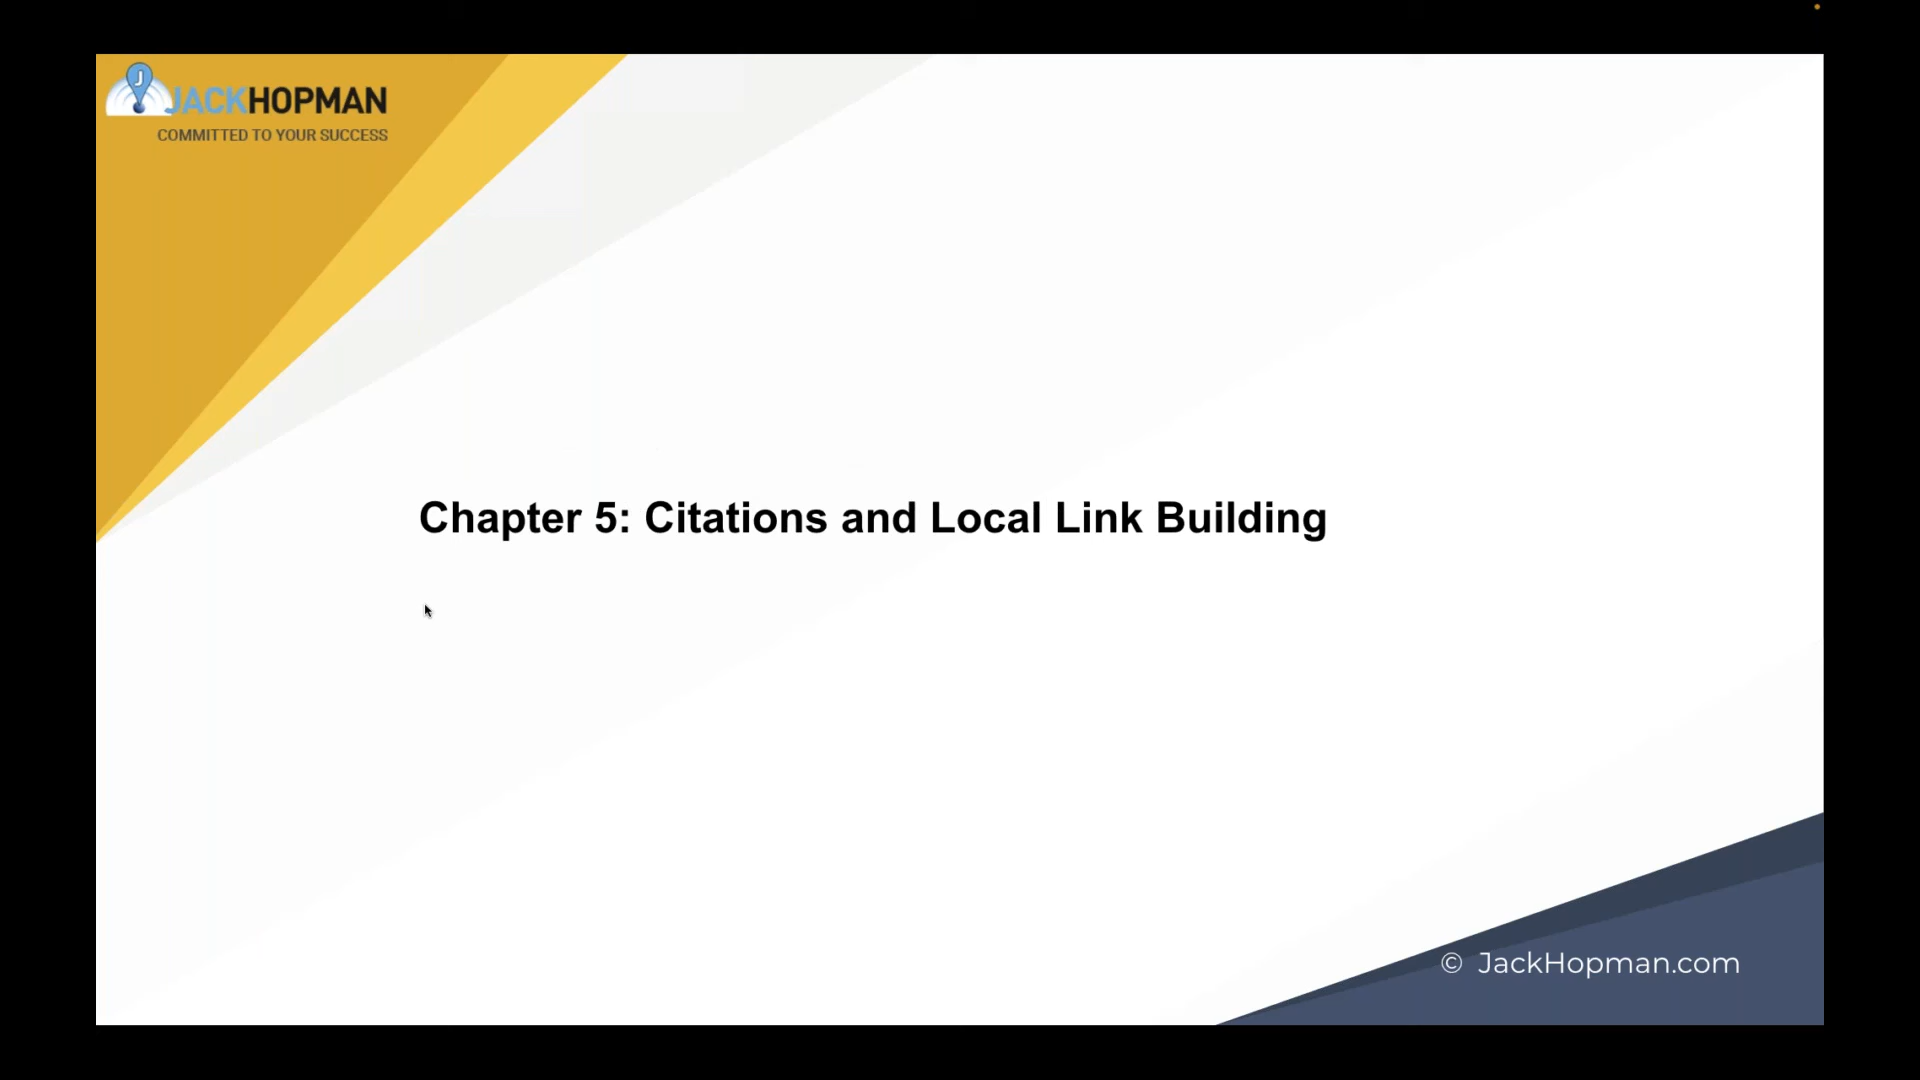 J
JACKHOPMAN
COMMITTED TO YOUR SUCCESS
Chapter 5: Citations and Local Link Building
© JackHopman.com